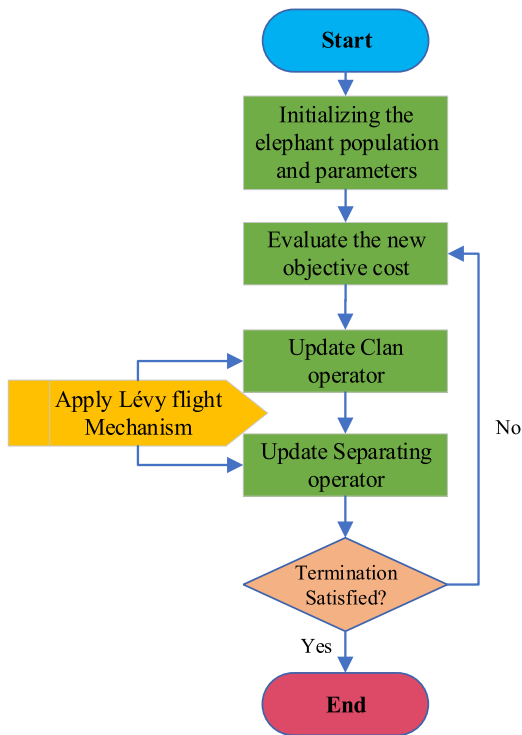 Start
Initializing the
elephant population
and parameters
Evaluate the new
objective cost
Update Clan
operator
Apply Lévy flight
Mechanism
No
Update Separating
operator
Termination
Satisfied?
Yes
End